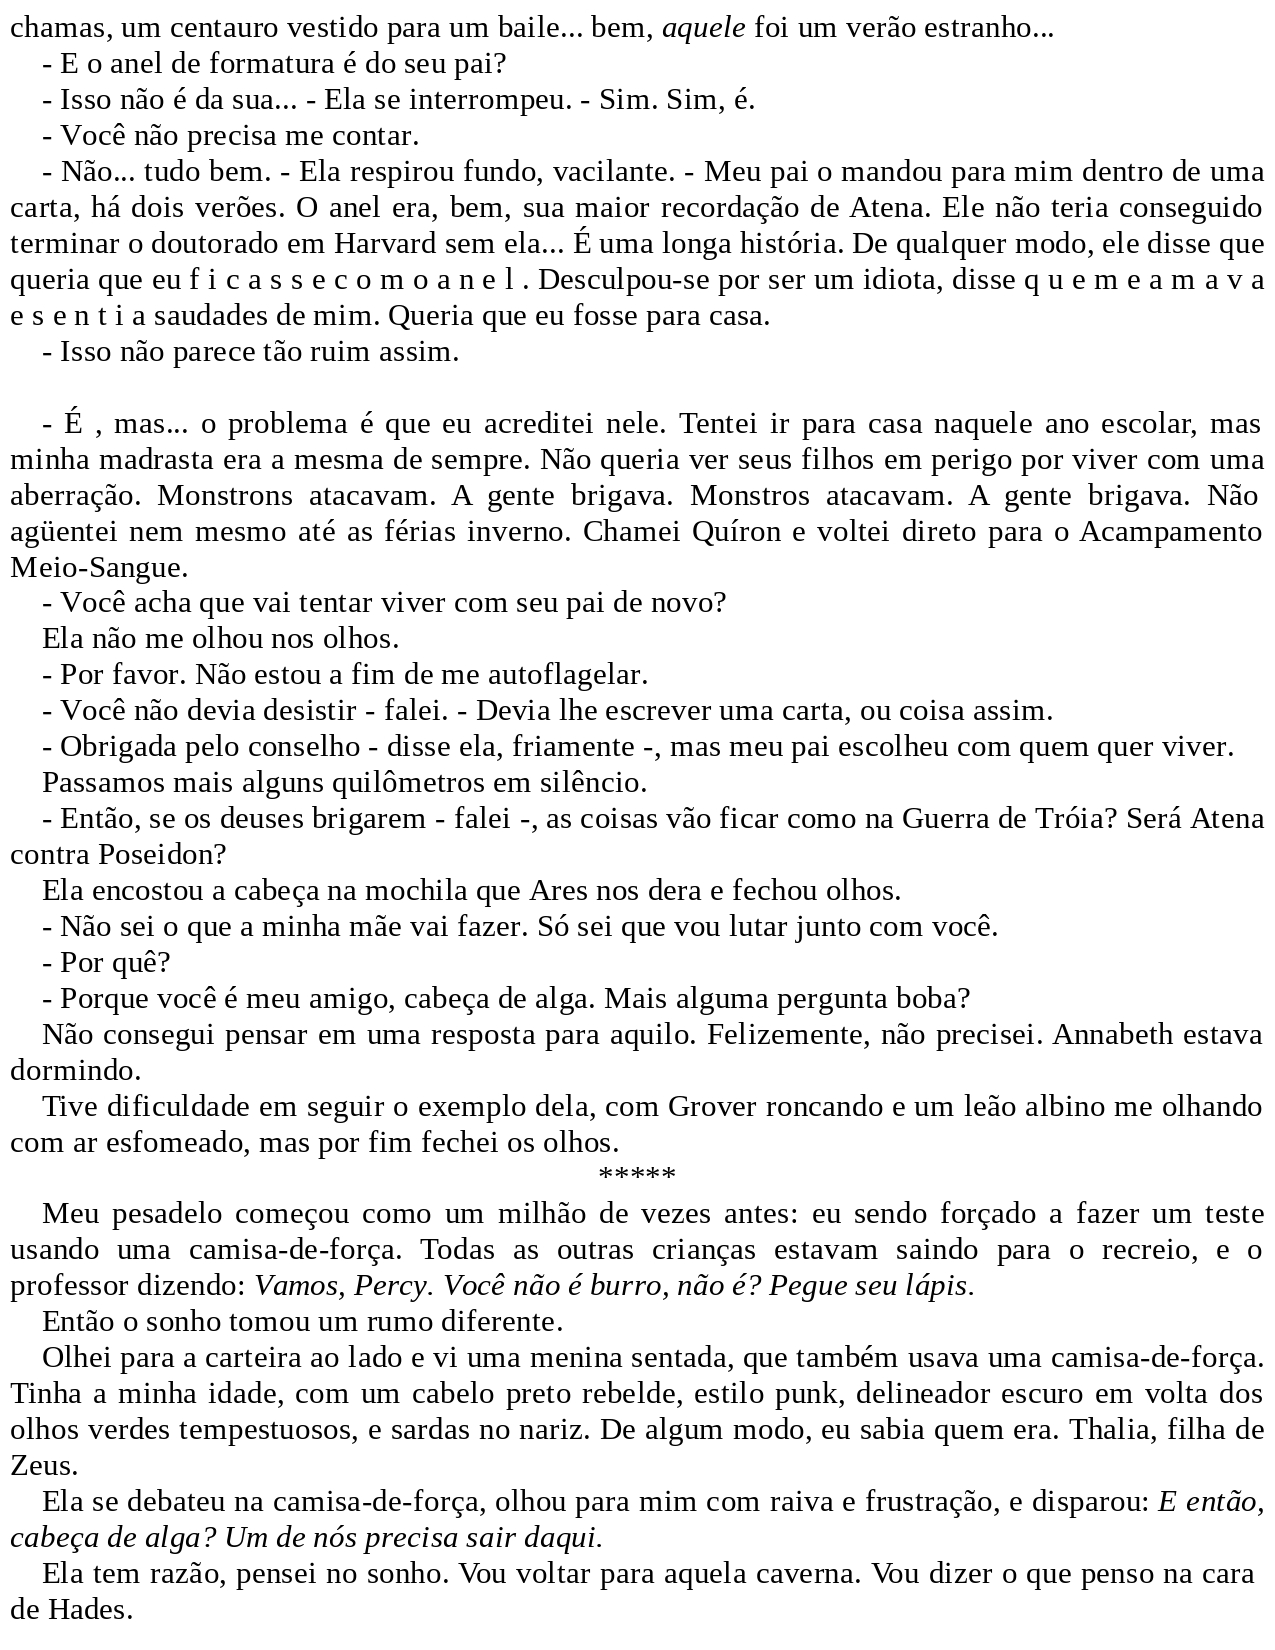 chamas, um centauro vestido para um baile... bem, aquele foi um verão estranho...
- E o anel de formatura é do seu pai?
- Isso não é da sua... - Ela se interrompeu. - Sim. Sim, é.
- Você não precisa me contar.
- Não... tudo bem. - Ela respirou fundo, vacilante. - Meu pai o mandou para mim dentro de uma
carta, há dois verões. O anel era, bem, sua maior recordação de Atena. Ele não teria conseguido
terminar o doutorado em Harvard sem ela... É uma longa história. De qualquer modo, ele disse que
queria que eu f i c a s s e c o m o a n e l . Desculpou-se por ser um idiota, disse q u e m e a m a v a
e s e n t i a saudades de mim. Queria que eu fosse para casa.
- Isso não parece tão ruim assim.
- É , mas... o problema é que eu acreditei nele. Tentei ir para casa naquele ano escolar, mas
minha madrasta era a mesma de sempre. Não queria ver seus filhos em perigo por viver com uma
aberração. Monstrons atacavam. A gente brigava. Monstros atacavam. A gente brigava. Não
agüentei nem mesmo até as férias inverno. Chamei Quíron e voltei direto para o Acampamento
Meio-Sangue.
- Você acha que vai tentar viver com seu pai de novo?
Ela não me olhou nos olhos.
- Por favor. Não estou a fim de me autoflagelar.
- Você não devia desistir - falei. - Devia lhe escrever uma carta, ou coisa assim.
- Obrigada pelo conselho - disse ela, friamente -, mas meu pai escolheu com quem quer viver.
Passamos mais alguns quilômetros em silêncio.
- Então, se os deuses brigarem - falei -, as coisas vão ficar como na Guerra de Tróia? Será Atena
contra Poseidon?
Ela encostou a cabeça na mochila que Ares nos dera e fechou olhos.
- Não sei o que a minha mãe vai fazer. Só sei que vou lutar junto com você.
- Por quê?
- Porque você é meu amigo, cabeça de alga. Mais alguma pergunta boba?
Não consegui pensar em uma resposta para aquilo. Felizemente, não precisei. Annabeth estava
dormindo.
Tive dificuldade em seguir o exemplo dela, com Grover roncando e um leão albino me olhando
com ar esfomeado, mas por fim fechei os olhos.
*****
Meu pesadelo começou como um milhão de vezes antes: eu sendo forçado a fazer um teste
usando uma camisa-de-força. Todas as outras crianças estavam saindo para o recreio, e o
professor dizendo: Vamos, Percy. Você não é burro, não é? Pegue seu lápis.
Então o sonho tomou um rumo diferente.
Olhei para a carteira ao lado e vi uma menina sentada, que também usava uma camisa-de-força.
Tinha a minha idade, com um cabelo preto rebelde, estilo punk, delineador escuro em volta dos
olhos verdes tempestuosos, e sardas no nariz. De algum modo, eu sabia quem era. Thalia, filha de
Zeus.
Ela se debateu na camisa-de-força, olhou para mim com raiva e frustração, e disparou: E então,
cabeça de alga? Um de nós precisa sair daqui.
Ela tem razão, pensei no sonho. Vou voltar para aquela caverna. Vou dizer o que penso na cara
de Hades.